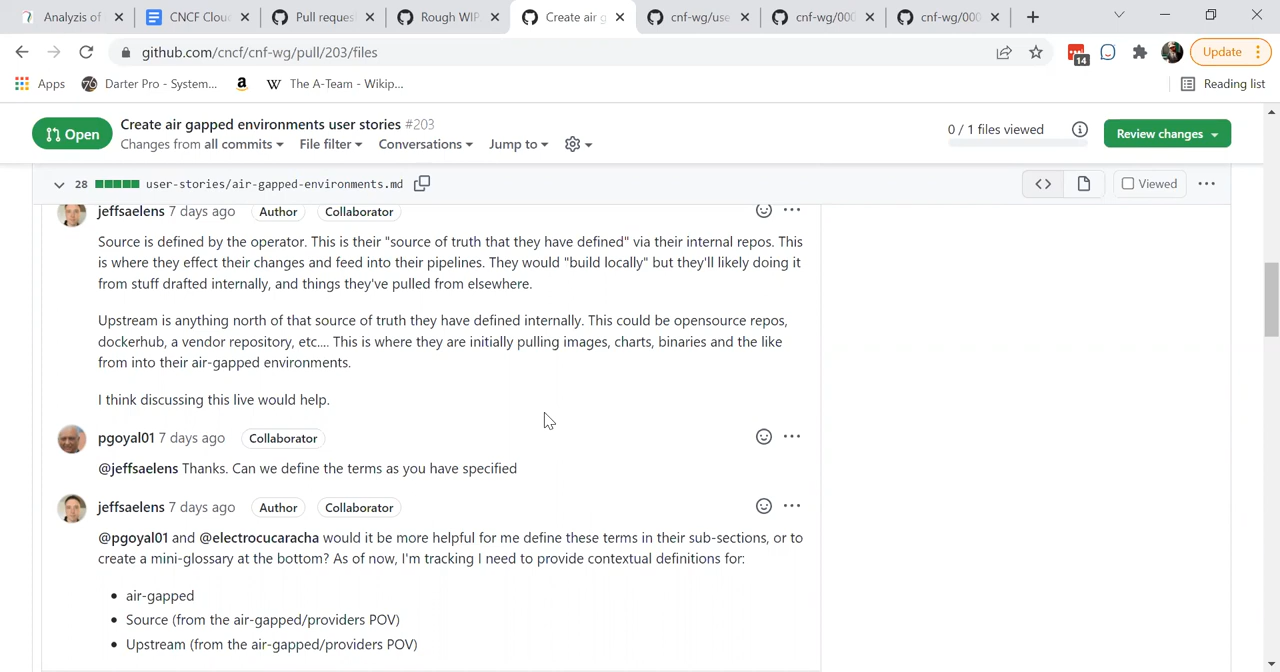 Analyzis of
CNCF Clou
Pull reques
Rough WIP
Create air g
cnf-wg/use
cnf-wg/000
cnf-wg/000
github.com/cncf/cnf-wg/pull/203/files
14
Update
Apps
Darter Pro - System...
The A-Team - Wikip...
Reading list
Open
Create air gapped environments user stories #203
Changes from all commits
File filter
Conversations
Jump to
0 / 1 files viewed
Review changes
28
user-stories/air-gapped-environments.md
Viewed
jeffsaelens 7 days ago Author Collaborator
Source is defined by the operator. This is their "source of truth that they have defined" via their internal repos. This
is where they effect their changes and feed into their pipelines. They would "build locally" but they'll likely doing it
from stuff drafted internally, and things they've pulled from elsewhere.
Upstream is anything north of that source of truth they have defined internally. This could be opensource repos,
dockerhub, a vendor repository, etc.... This is where they are initially pulling images, charts, binaries and the like
from into their air-gapped environments.
I think discussing this live would help.
pgoyal01 7 days ago Collaborator
@jeffsaelens Thanks. Can we define the terms as you have specified
jeffsaelens 7 days ago Author Collaborator
@pgoyal01 and @electrocucaracha would it be more helpful for me define these terms in their sub-sections, or to
create a mini-glossary at the bottom? As of now, I'm tracking I need to provide contextual definitions for:
• air-gapped
• Source (from the air-gapped/providers POV)
• Upstream (from the air-gapped/providers POV)